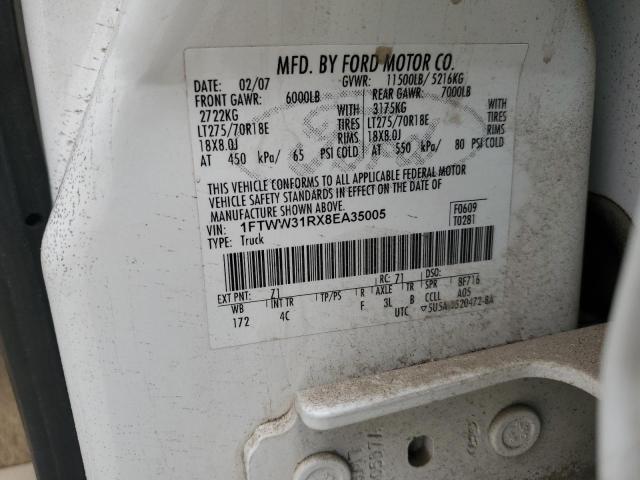 MFD. BY FORD MOTOR CO.
DATE: 02/07 GVWR: 11500LB/ 5216KG
FRONT GAWR: 6000LB REAR GAWR: 7000LB
2722KG WITH 3175KG WITH
LT275/70R18E TIRES LT275/70R18E TIRES
18X8.0J RIMS 18X8.0J RIMS
AT 450 kPa/ 65 PSI COLD AT 550 kPa/ 80 PSI COLD
THIS VEHICLE CONFORMS TO ALL APPLICABLE FEDERAL MOTOR
VEHICLE SAFETY STANDARDS IN EFFECT ON THE DATE OF
MANUFACTURE SHOWN ABOVE.
VIN: 1FTWW31RX8EA35005 F0609
TYPE: Truck T0281
EXT PNT: Z1 RC: 71 DSO:
WB INT TR TP/PS R AXLE TR SPR 8F716
172 4C F 3L B CCLL A05
UTC
Ford